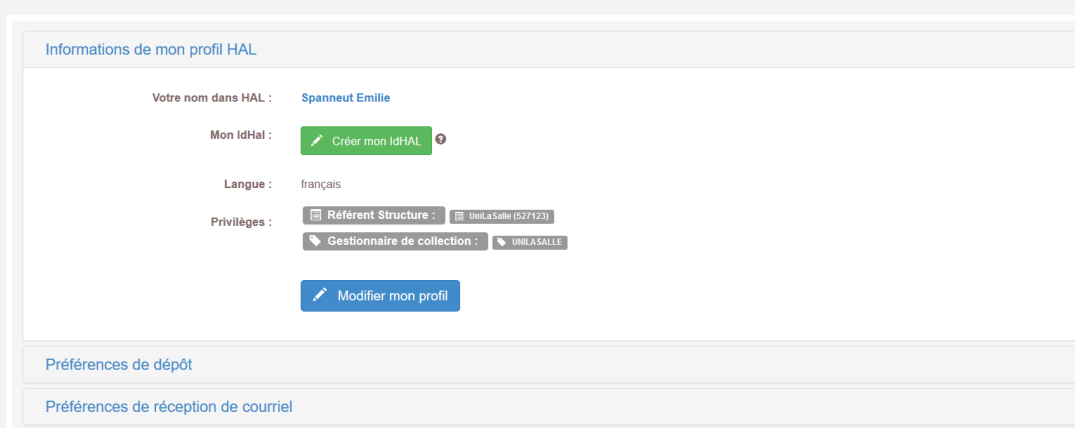 Informations de mon profil HAL
Votre nom dans HAL : Spanneut Emilie
Mon IdHal : Créer mon IdHAL ?
Langue : français
Privilèges : Référent Structure : UniLaSalle (527123)
Gestionnaire de collection : UNILASALLE
Modifier mon profil
Préférences de dépôt
Préférences de réception de courriel